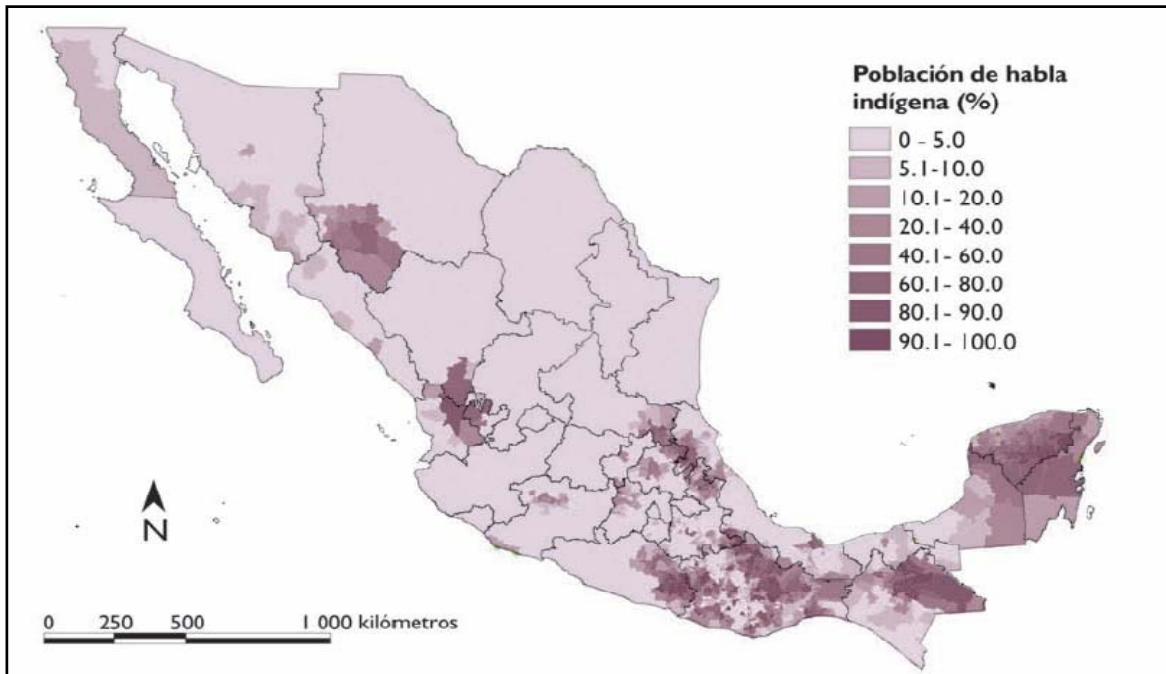 Población de habla
indígena (%)
0 - 5.0
5.1-10.0
10.1- 20.0
20.1- 40.0
40.1- 60.0
60.1- 80.0
80.1- 90.0
90.1- 100.0
N
0 250 500 1 000 kilómetros